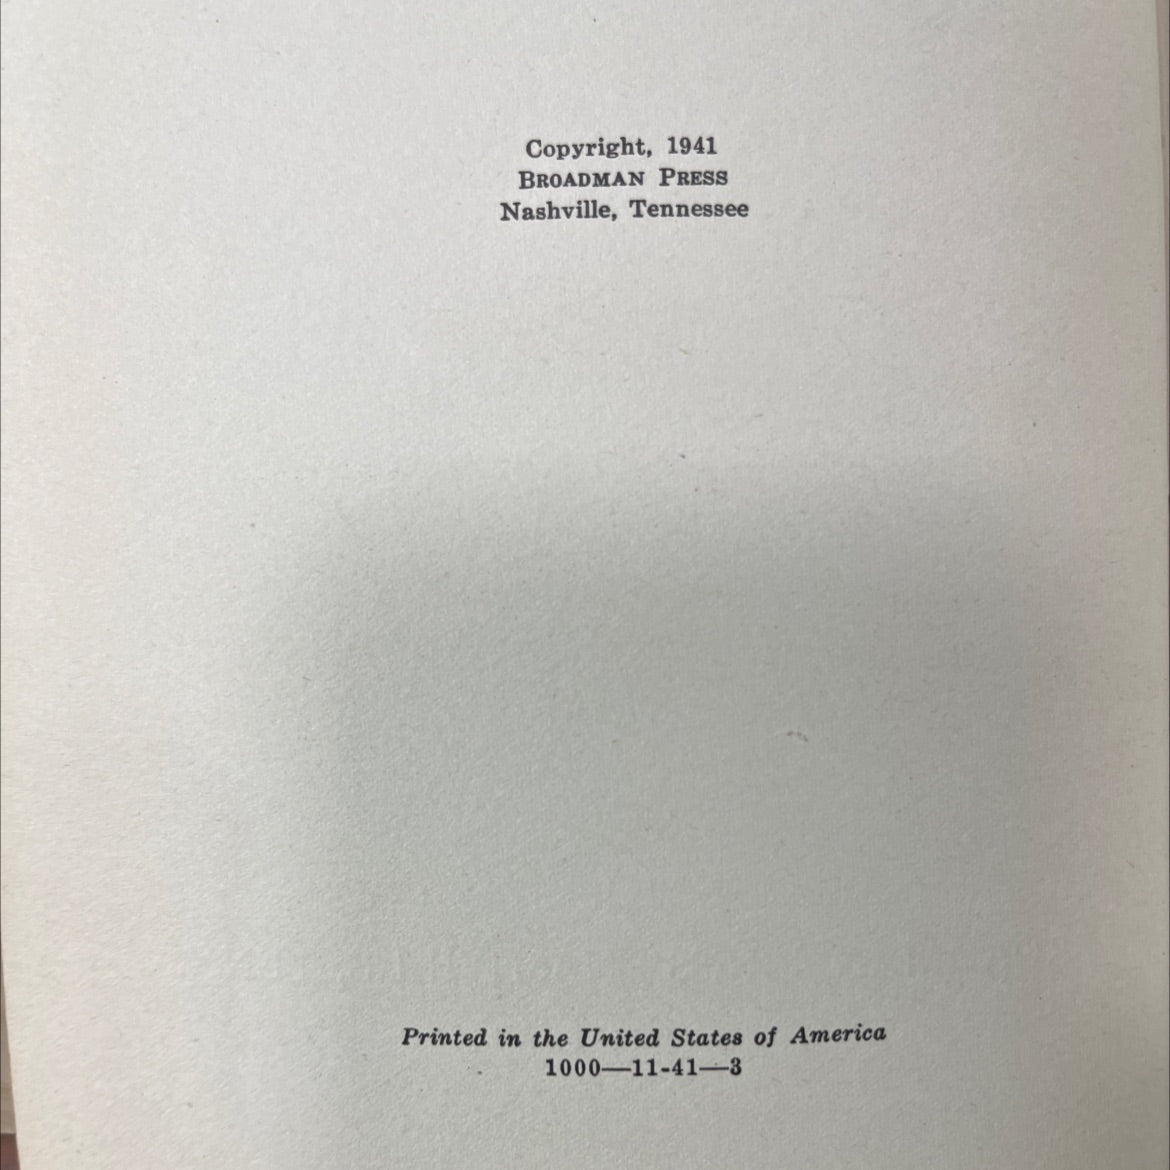 Copyright, 1941
BROADMAN PRESS
Nashville, Tennessee
Printed in the United States of America
1000—11-41—3